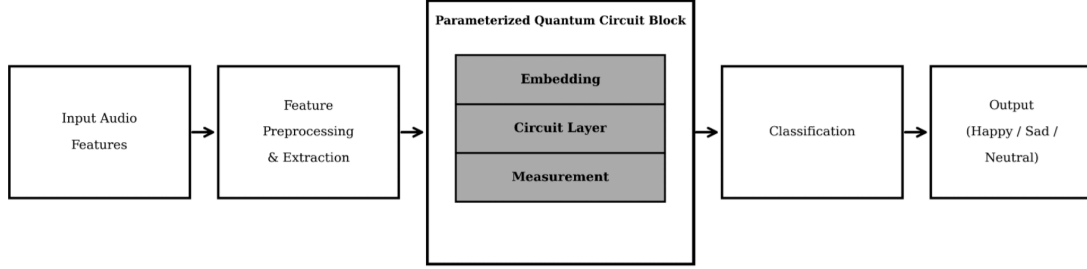 Input Audio
Features
Feature
Preprocessing
& Extraction
Parameterized Quantum Circuit Block
Embedding
Circuit Layer
Measurement
Classification
Output
(Happy / Sad /
Neutral)